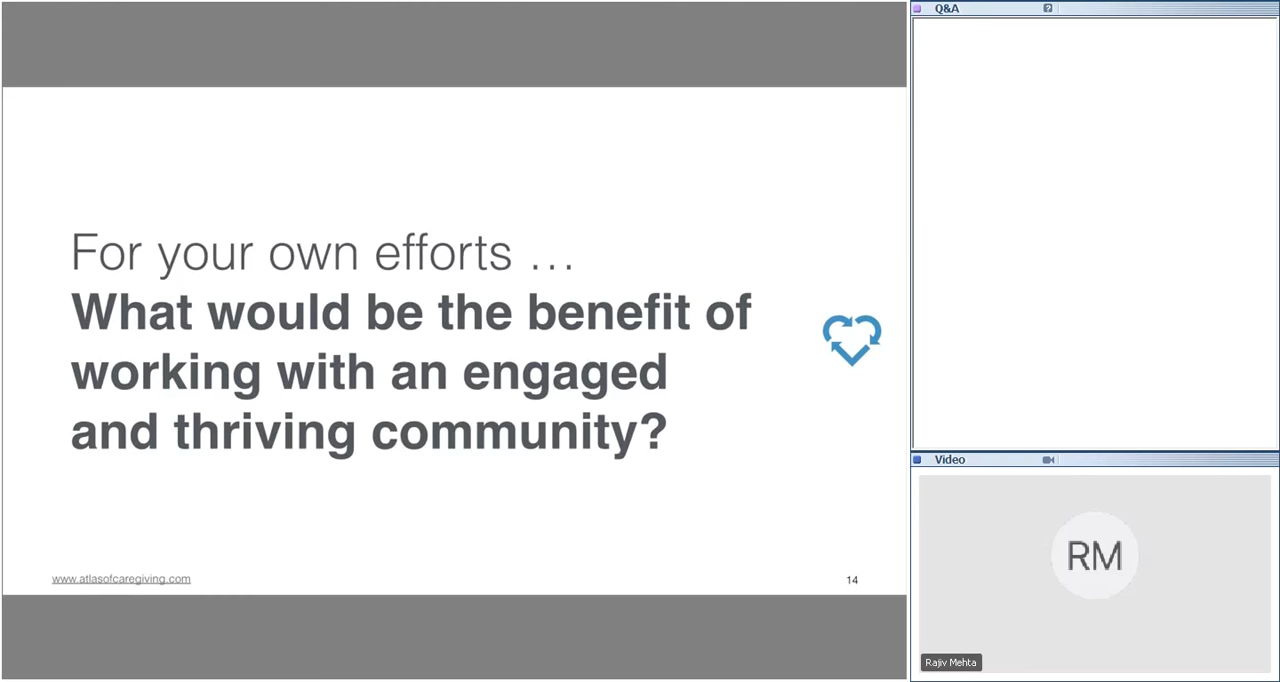 For your own efforts ...
What would be the benefit of
working with an engaged
and thriving community?
www.atlasofcaregiving.com
14
Q&A
?
Video
RM
Rajiv Mehta